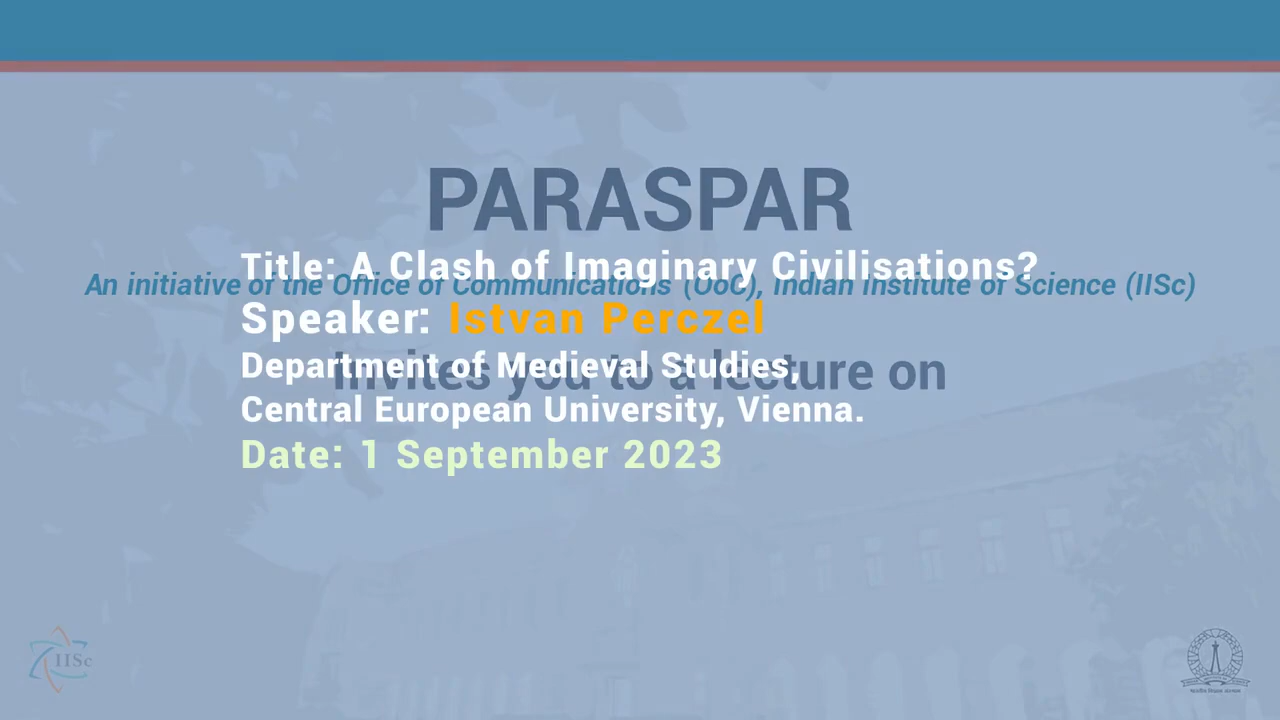 PARASPAR
Title: A Clash of Imaginary Civilisations?
An initiative of the Office of Communications (OoC), Indian Institute of Science (IISc)
Speaker: Istvan Perczel
Department of Medieval Studies,
Invites you to a lecture on
Central European University, Vienna.
Date: 1 September 2023
IISc